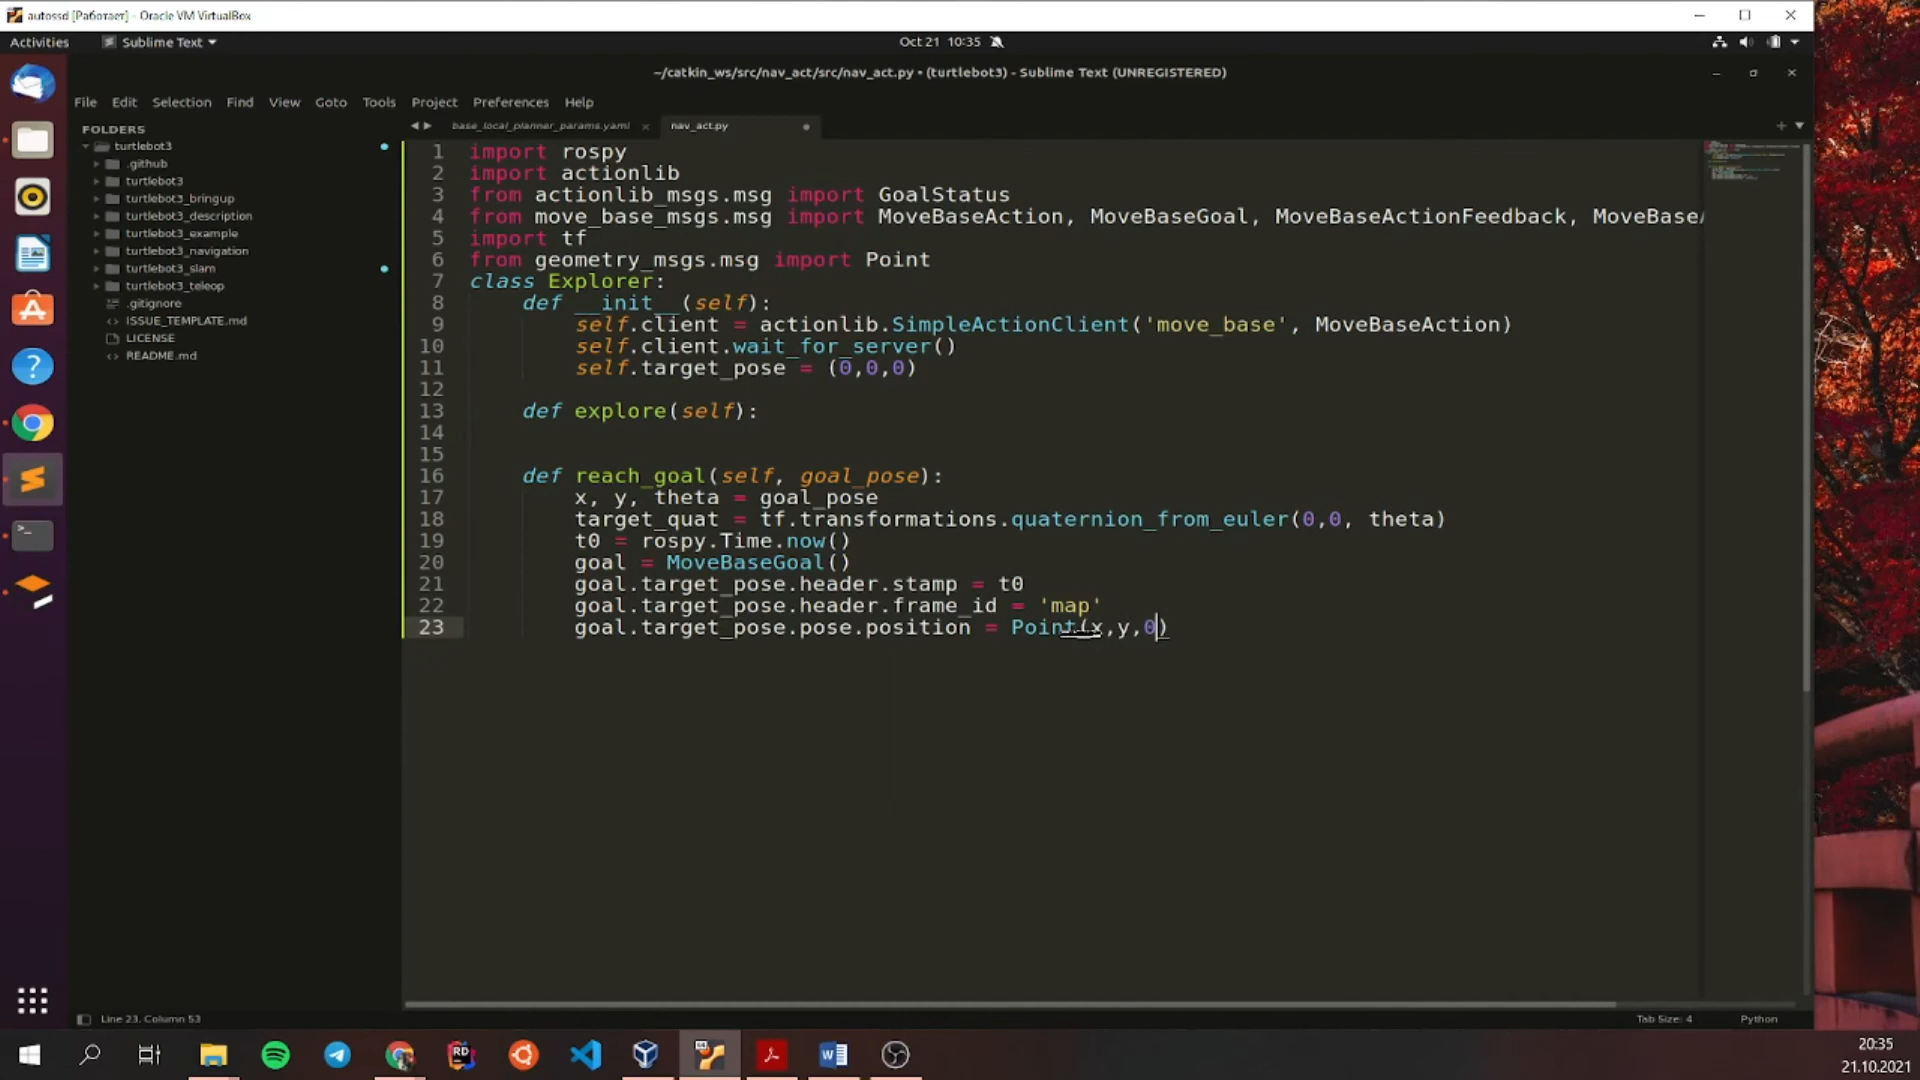 autossd [Работает] - Oracle VM VirtualBox
Activities
Sublime Text
Oct 21 10:35
~/catkin_ws/src/nav_act/src/nav_act.py • (turtlebot3) - Sublime Text (UNREGISTERED)
File Edit Selection Find View Goto Tools Project Preferences Help
FOLDERS
turtlebot3
.github
turtlebot3
turtlebot3_bringup
turtlebot3_description
turtlebot3_example
turtlebot3_navigation
turtlebot3_slam
turtlebot3_teleop
.gitignore
ISSUE_TEMPLATE.md
LICENSE
README.md
base_local_planner_params.yaml
nav_act.py
1 import rospy
2 import actionlib
3 from actionlib_msgs.msg import GoalStatus
4 from move_base_msgs.msg import MoveBaseAction, MoveBaseGoal, MoveBaseActionFeedback, MoveBase
5 import tf
6 from geometry_msgs.msg import Point
7 class Explorer:
8     def __init__(self):
9         self.client = actionlib.SimpleActionClient('move_base', MoveBaseAction)
10         self.client.wait_for_server()
11         self.target_pose = (0,0,0)
12
13     def explore(self):
14
15
16     def reach_goal(self, goal_pose):
17         x, y, theta = goal_pose
18         target_quat = tf.transformations.quaternion_from_euler(0,0, theta)
19         t0 = rospy.Time.now()
20         goal = MoveBaseGoal()
21         goal.target_pose.header.stamp = t0
22         goal.target_pose.header.frame_id = 'map'
23         goal.target_pose.pose.position = Point(x,y,0)
Line 23, Column 53
Tab Size: 4
Python
20:35
21.10.2021